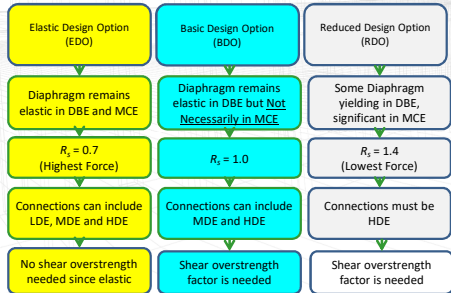 Elastic Design Option
(EDO)
Diaphragm remains
elastic in DBE and MCE
Rs = 0.7
(Highest Force)
Connections can include
LDE, MDE and HDE
No shear overstrength
needed since elastic
Basic Design Option
(BDO)
Diaphragm remains
elastic in DBE but Not
Necessarily in MCE
Rs = 1.0
Connections can include
MDE and HDE
Shear overstrength
factor is needed
Reduced Design Option
(RDO)
Some Diaphragm
yielding in DBE,
significant in MCE
Rs = 1.4
(Lowest Force)
Connections must be
HDE
Shear overstrength
factor is needed